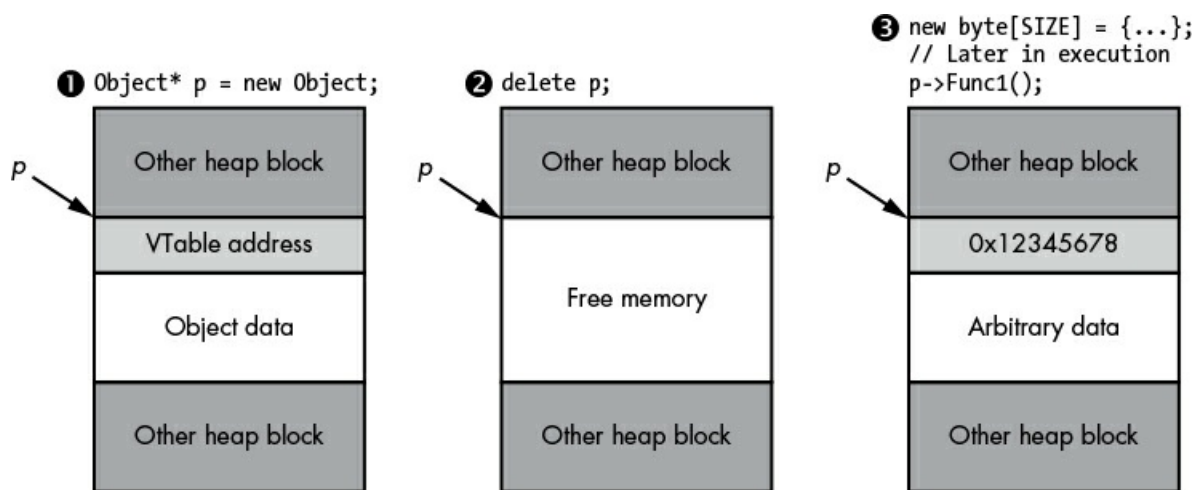 ❶ Object* p = new Object;
p
Other heap block
VTable address
Object data
Other heap block
❷ delete p;
p
Other heap block
Free memory
Other heap block
❸ new byte[SIZE] = {...};
// Later in execution
p->Func1();
p
Other heap block
0x12345678
Arbitrary data
Other heap block